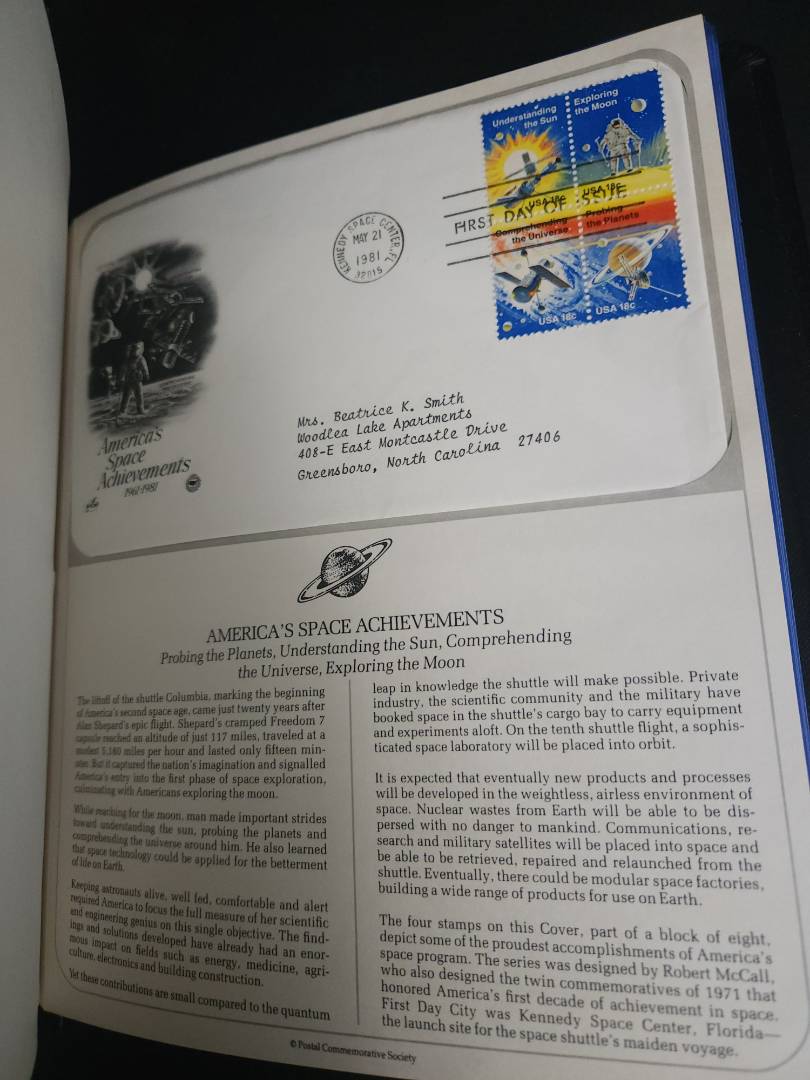 Understanding
the Sun
Exploring
the Moon
USA 18c
USA 18c
Comprehending
the Universe
Probing
the Planets
USA 18c
USA 18c
FIRST DAY OF ISSUE
KENNEDY SPACE CENTER, FL
MAY 21
1981
32815
America's
Space
Achievements
1961-1981
Mrs. Beatrice K. Smith
Woodlea Lake Apartments
408-E East Montcastle Drive
Greensboro, North Carolina 27406
AMERICA'S SPACE ACHIEVEMENTS
Probing the Planets, Understanding the Sun, Comprehending
the Universe, Exploring the Moon
The liftoff of the shuttle Columbia, marking the beginning
of America's second space age, came just twenty years after
Alan Shepard's epic flight. Shepard's cramped Freedom 7
capsule reached an altitude of just 117 miles, traveled at a
modest 5,180 miles per hour and lasted only fifteen min-
utes. But it captured the nation's imagination and signalled
America's entry into the first phase of space exploration,
culminating with Americans exploring the moon.
While reaching for the moon, man made important strides
toward understanding the sun, probing the planets and
comprehending the universe around him. He also learned
that space technology could be applied for the betterment
of life on Earth.
Keeping astronauts alive, well fed, comfortable and alert
required America to focus the full measure of her scientific
and engineering genius on this single objective. The find-
ings and solutions developed have already had an enor-
mous impact on fields such as energy, medicine, agri-
culture, electronics and building construction.
Yet these contributions are small compared to the quantum
leap in knowledge the shuttle will make possible. Private
industry, the scientific community and the military have
booked space in the shuttle's cargo bay to carry equipment
and experiments aloft. On the tenth shuttle flight, a sophis-
ticated space laboratory will be placed into orbit.
It is expected that eventually new products and processes
will be developed in the weightless, airless environment of
space. Nuclear wastes from Earth will be able to be dis-
persed with no danger to mankind. Communications, re-
search and military satellites will be placed into space and
be able to be retrieved, repaired and relaunched from the
shuttle. Eventually, there could be modular space factories,
building a wide range of products for use on Earth.
The four stamps on this Cover, part of a block of eight,
depict some of the proudest accomplishments of America's
space program. The series was designed by Robert McCall,
who also designed the twin commemoratives of 1971 that
honored America's first decade of achievement in space.
First Day City was Kennedy Space Center, Florida—
the launch site for the space shuttle's maiden voyage.
© Postal Commemorative Society